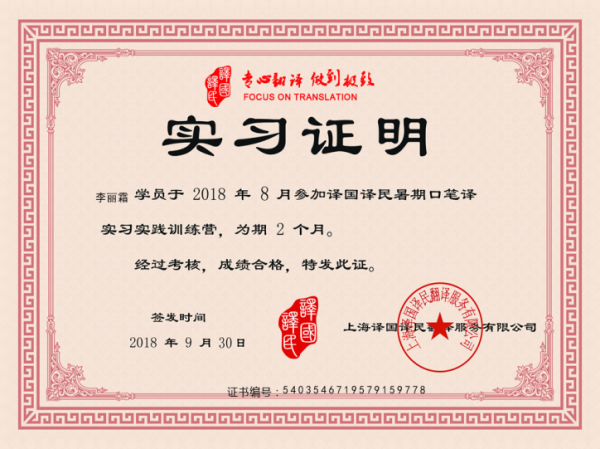 專心翻译 做到极致
FOCUS ON TRANSLATION
譯國譯民
实习证明
李丽霜 学员于 2018 年 8 月参加译国译民暑期口笔译
实习实践训练营，为期 2 个月。
经过考核，成绩合格，特发此证。
譯國譯民
签发时间
2018 年 9 月 30 日
上海译国译民翻译服务有限公司
上海译国译民翻译服务有限公司
证书编号：5403546719579159778